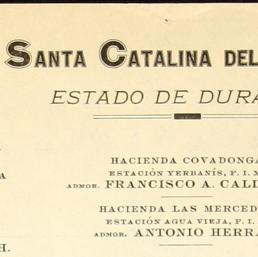 SANTA CATALINA DEL
ESTADO DE DURA
HACIENDA COVADONGA
ESTACIÓN YERBANÍS, F. I. M
ADMOR. FRANCISCO A. CALD
HACIENDA LAS MERCED
ESTACIÓN AGUA VIEJA, F. I.
ADMOR. ANTONIO HERRA
A
H.